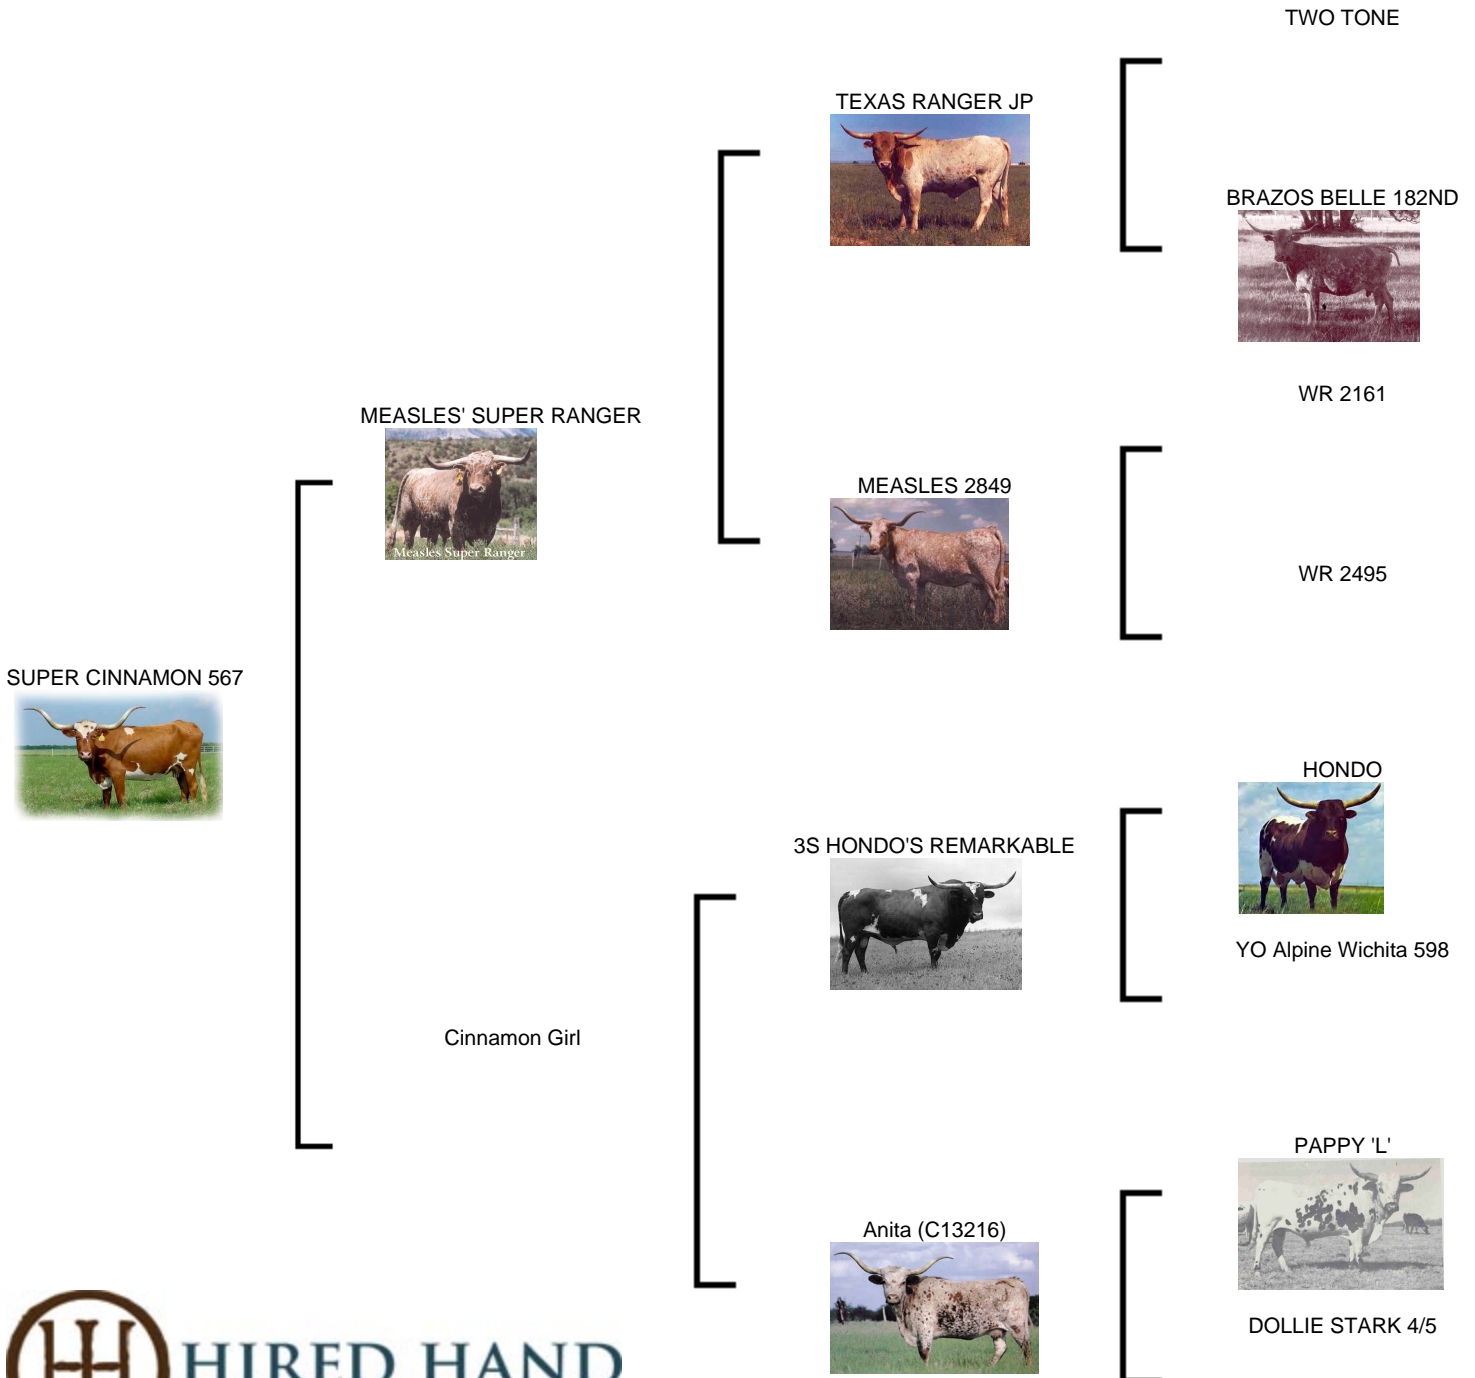 TWO TONE
TEXAS RANGER JP
BRAZOS BELLE 182ND
WR 2161
MEASLES' SUPER RANGER
Measles Super Ranger
MEASLES 2849
WR 2495
SUPER CINNAMON 567
HONDO
3S HONDO'S REMARKABLE
YO Alpine Wichita 598
Cinnamon Girl
PAPPY 'L'
Anita (C13216)
DOLLIE STARK 4/5
HIRED HAND